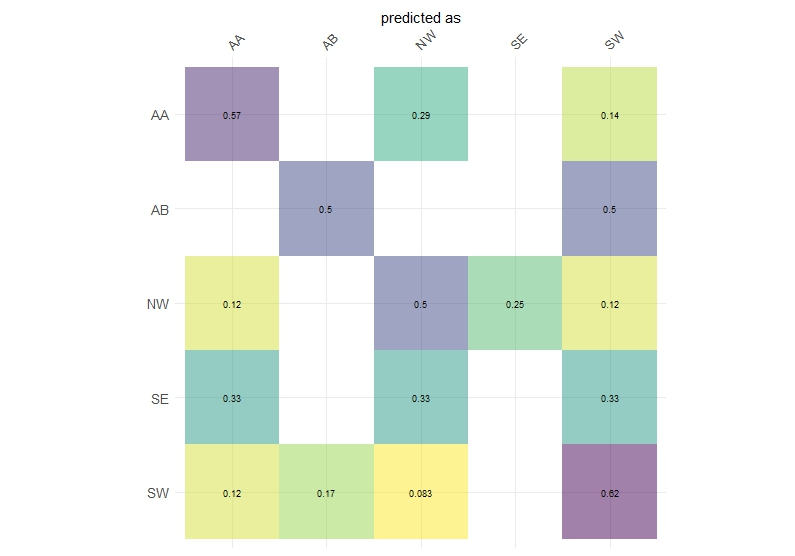 predicted as
AA AB NW SE SW
AA 0.57 0.29 0.14
AB 0.5 0.5
NW 0.12 0.5 0.25 0.12
SE 0.33 0.33 0.33
SW 0.12 0.17 0.083 0.62